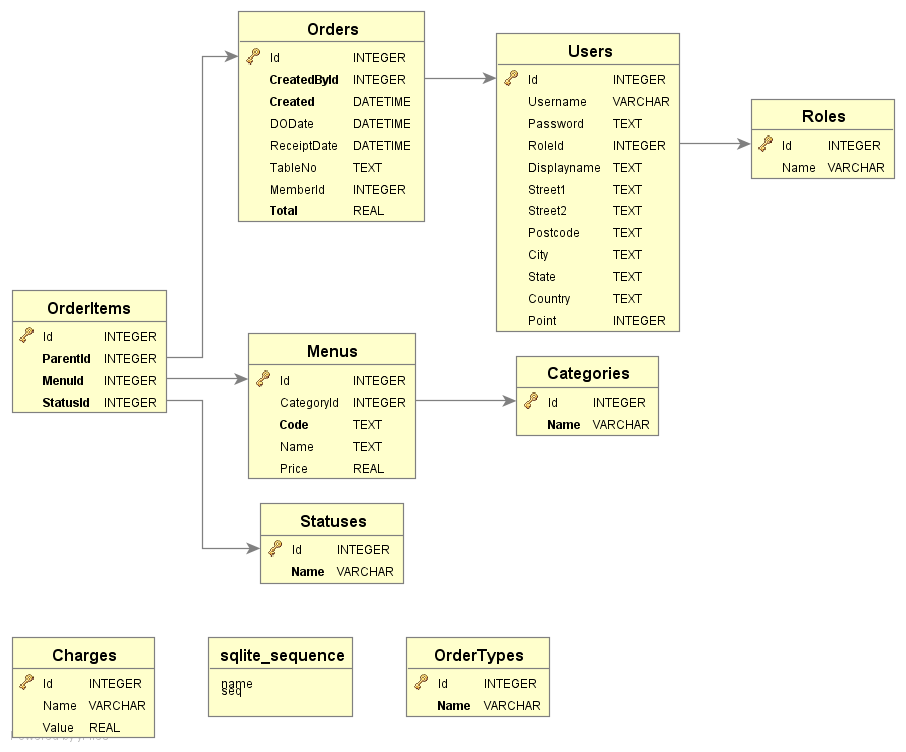 Orders
Id INTEGER
CreatedById INTEGER
Created DATETIME
DODate DATETIME
ReceiptDate DATETIME
TableNo TEXT
MemberId INTEGER
Total REAL
Users
Id INTEGER
Username VARCHAR
Password TEXT
RoleId INTEGER
Displayname TEXT
Street1 TEXT
Street2 TEXT
Postcode TEXT
City TEXT
State TEXT
Country TEXT
Point INTEGER
Roles
Id INTEGER
Name VARCHAR
OrderItems
Id INTEGER
ParentId INTEGER
MenuId INTEGER
StatusId INTEGER
Menus
Id INTEGER
CategoryId INTEGER
Code TEXT
Name TEXT
Price REAL
Categories
Id INTEGER
Name VARCHAR
Statuses
Id INTEGER
Name VARCHAR
Charges
Id INTEGER
Name VARCHAR
Value REAL
sqlite_sequence
name
seq
OrderTypes
Id INTEGER
Name VARCHAR
Powered by